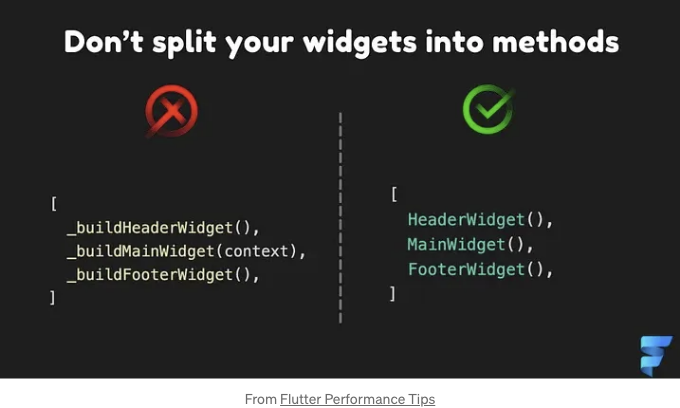 Don't split your widgets into methods
[
_buildHeaderWidget(),
_buildMainWidget(context),
_buildFooterWidget(),
]
[
HeaderWidget(),
MainWidget(),
FooterWidget(),
]
From Flutter Performance Tips